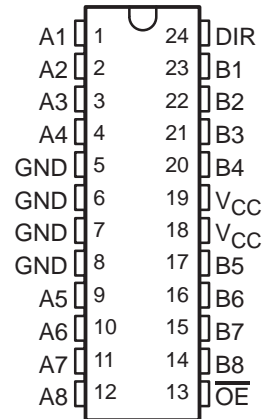 A1 1 24 DIR
A2 2 23 B1
A3 3 22 B2
A4 4 21 B3
GND 5 20 B4
GND 6 19 VCC
GND 7 18 VCC
GND 8 17 B5
A5 9 16 B6
A6 10 15 B7
A7 11 14 B8
A8 12 13 O̅E̅